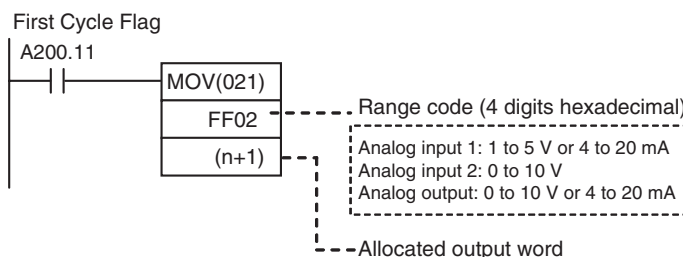 First Cycle Flag
A200.11
MOV(021)
FF02
(n+1)
Range code (4 digits hexadecimal)
Analog input 1: 1 to 5 V or 4 to 20 mA
Analog input 2: 0 to 10 V
Analog output: 0 to 10 V or 4 to 20 mA
Allocated output word